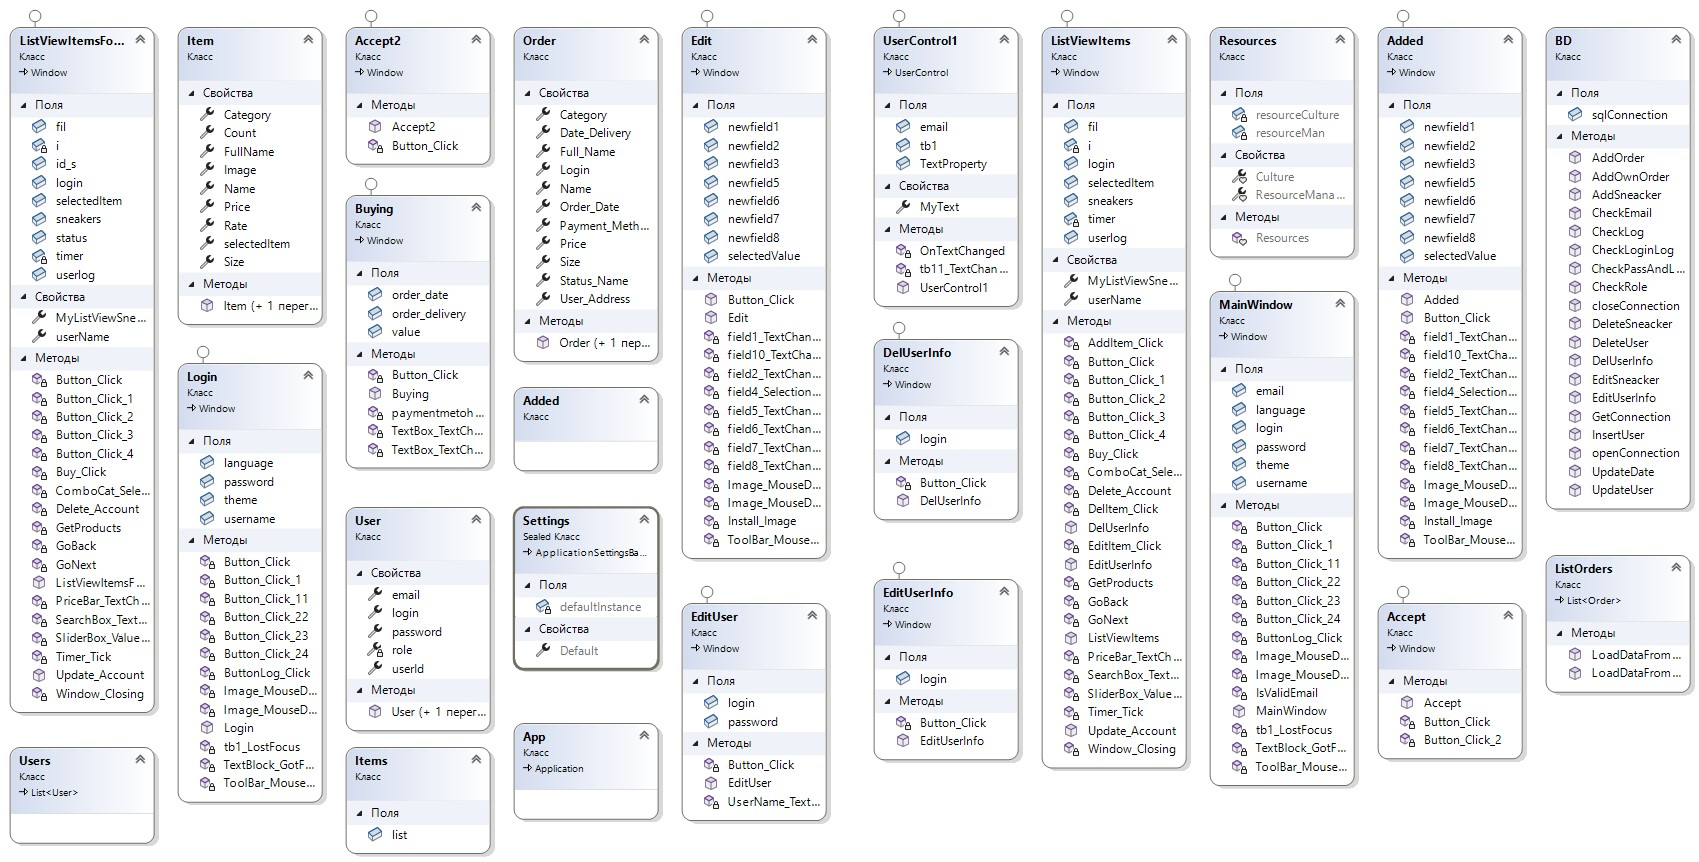 ListViewItemsFo...
Класс
Window
Поля
fil
i
id_s
login
selectedItem
sneakers
status
timer
userlog
Свойства
MyListViewSne...
userName
Методы
Button_Click
Button_Click_1
Button_Click_2
Button_Click_3
Button_Click_4
Buy_Click
ComboCat_Sele...
Delete_Account
GetProducts
GoBack
GoNext
ListViewItemsF...
PriceBar_TextCh...
SearchBox_Text...
SliderBox_Value...
Timer_Tick
Update_Account
Window_Closing
Users
Класс
List<User>
Item
Класс
Свойства
Category
Count
FullName
Image
Name
Price
Rate
selectedItem
Size
Методы
Item (+ 1 перег...
Login
Класс
Window
Поля
language
password
theme
username
Методы
Button_Click
Button_Click_1
Button_Click_11
Button_Click_22
Button_Click_23
Button_Click_24
ButtonLog_Click
Image_MouseD...
Image_MouseD...
Login
tb1_LostFocus
TextBlock_GotF...
ToolBar_Mouse...
Accept2
Класс
Window
Методы
Accept2
Button_Click
Buying
Класс
Window
Поля
order_date
order_delivery
value
Методы
Button_Click
Buying
paymentmetoh...
TextBox_TextCh...
TextBox_TextCh...
User
Класс
Свойства
email
login
password
role
userId
Методы
User (+ 1 перег...
Items
Класс
Поля
list
Order
Класс
Свойства
Category
Date_Delivery
Full_Name
Login
Name
Order_Date
Payment_Meth...
Price
Size
Status_Name
User_Address
Методы
Order (+ 1 пер...
Added
Класс
Settings
Sealed Класс
ApplicationSettingsBa...
Поля
defaultInstance
Свойства
Default
App
Класс
Application
Edit
Класс
Window
Поля
newfield1
newfield2
newfield3
newfield5
newfield6
newfield7
newfield8
selectedValue
Методы
Button_Click
Edit
field1_TextChan...
field10_TextCha...
field2_TextChan...
field4_Selection...
field5_TextChan...
field6_TextChan...
field7_TextChan...
field8_TextChan...
Image_MouseD...
Image_MouseD...
Install_Image
ToolBar_Mouse...
EditUser
Класс
Window
Поля
login
password
Методы
Button_Click
EditUser
UserName_Text...
UserControl1
Класс
UserControl
Поля
email
tb1
TextProperty
Свойства
MyText
Методы
OnTextChanged
tb11_TextChan...
UserControl1
DelUserInfo
Класс
Window
Поля
login
Методы
Button_Click
DelUserInfo
EditUserInfo
Класс
Window
Поля
login
Методы
Button_Click
EditUserInfo
ListViewItems
Класс
Window
Поля
fil
i
login
selectedItem
sneakers
timer
userlog
Свойства
MyListViewSne...
userName
Методы
AddItem_Click
Button_Click
Button_Click_1
Button_Click_2
Button_Click_3
Button_Click_4
Buy_Click
ComboCat_Sele...
Delete_Account
DelItem_Click
DelUserInfo
EditItem_Click
EditUserInfo
GetProducts
GoBack
GoNext
ListViewItems
PriceBar_TextCh...
SearchBox_Text...
SliderBox_Value...
Timer_Tick
Update_Account
Window_Closing
Resources
Класс
Поля
resourceCulture
resourceMan
Свойства
Culture
ResourceMana...
Методы
Resources
MainWindow
Класс
Window
Поля
email
language
login
password
theme
username
Методы
Button_Click
Button_Click_1
Button_Click_11
Button_Click_22
Button_Click_23
Button_Click_24
ButtonLog_Click
Image_MouseD...
Image_MouseD...
IsValidEmail
MainWindow
tb1_LostFocus
TextBlock_GotF...
ToolBar_Mouse...
Added
Класс
Window
Поля
newfield1
newfield2
newfield3
newfield5
newfield6
newfield7
newfield8
selectedValue
Методы
Added
Button_Click
field1_TextChan...
field10_TextCha...
field2_TextChan...
field4_Selection...
field5_TextChan...
field6_TextChan...
field7_TextChan...
field8_TextChan...
Image_MouseD...
Image_MouseD...
Install_Image
ToolBar_Mouse...
Accept
Класс
Window
Методы
Accept
Button_Click
Button_Click_2
BD
Класс
Поля
sqlConnection
Методы
AddOrder
AddOwnOrder
AddSneacker
CheckEmail
CheckLog
CheckLoginLog
CheckPassAndL...
CheckRole
closeConnection
DeleteSneacker
DeleteUser
DelUserInfo
EditSneacker
EditUserInfo
GetConnection
InsertUser
openConnection
UpdateDate
UpdateUser
ListOrders
Класс
List<Order>
Методы
LoadDataFrom...
LoadDataFrom...